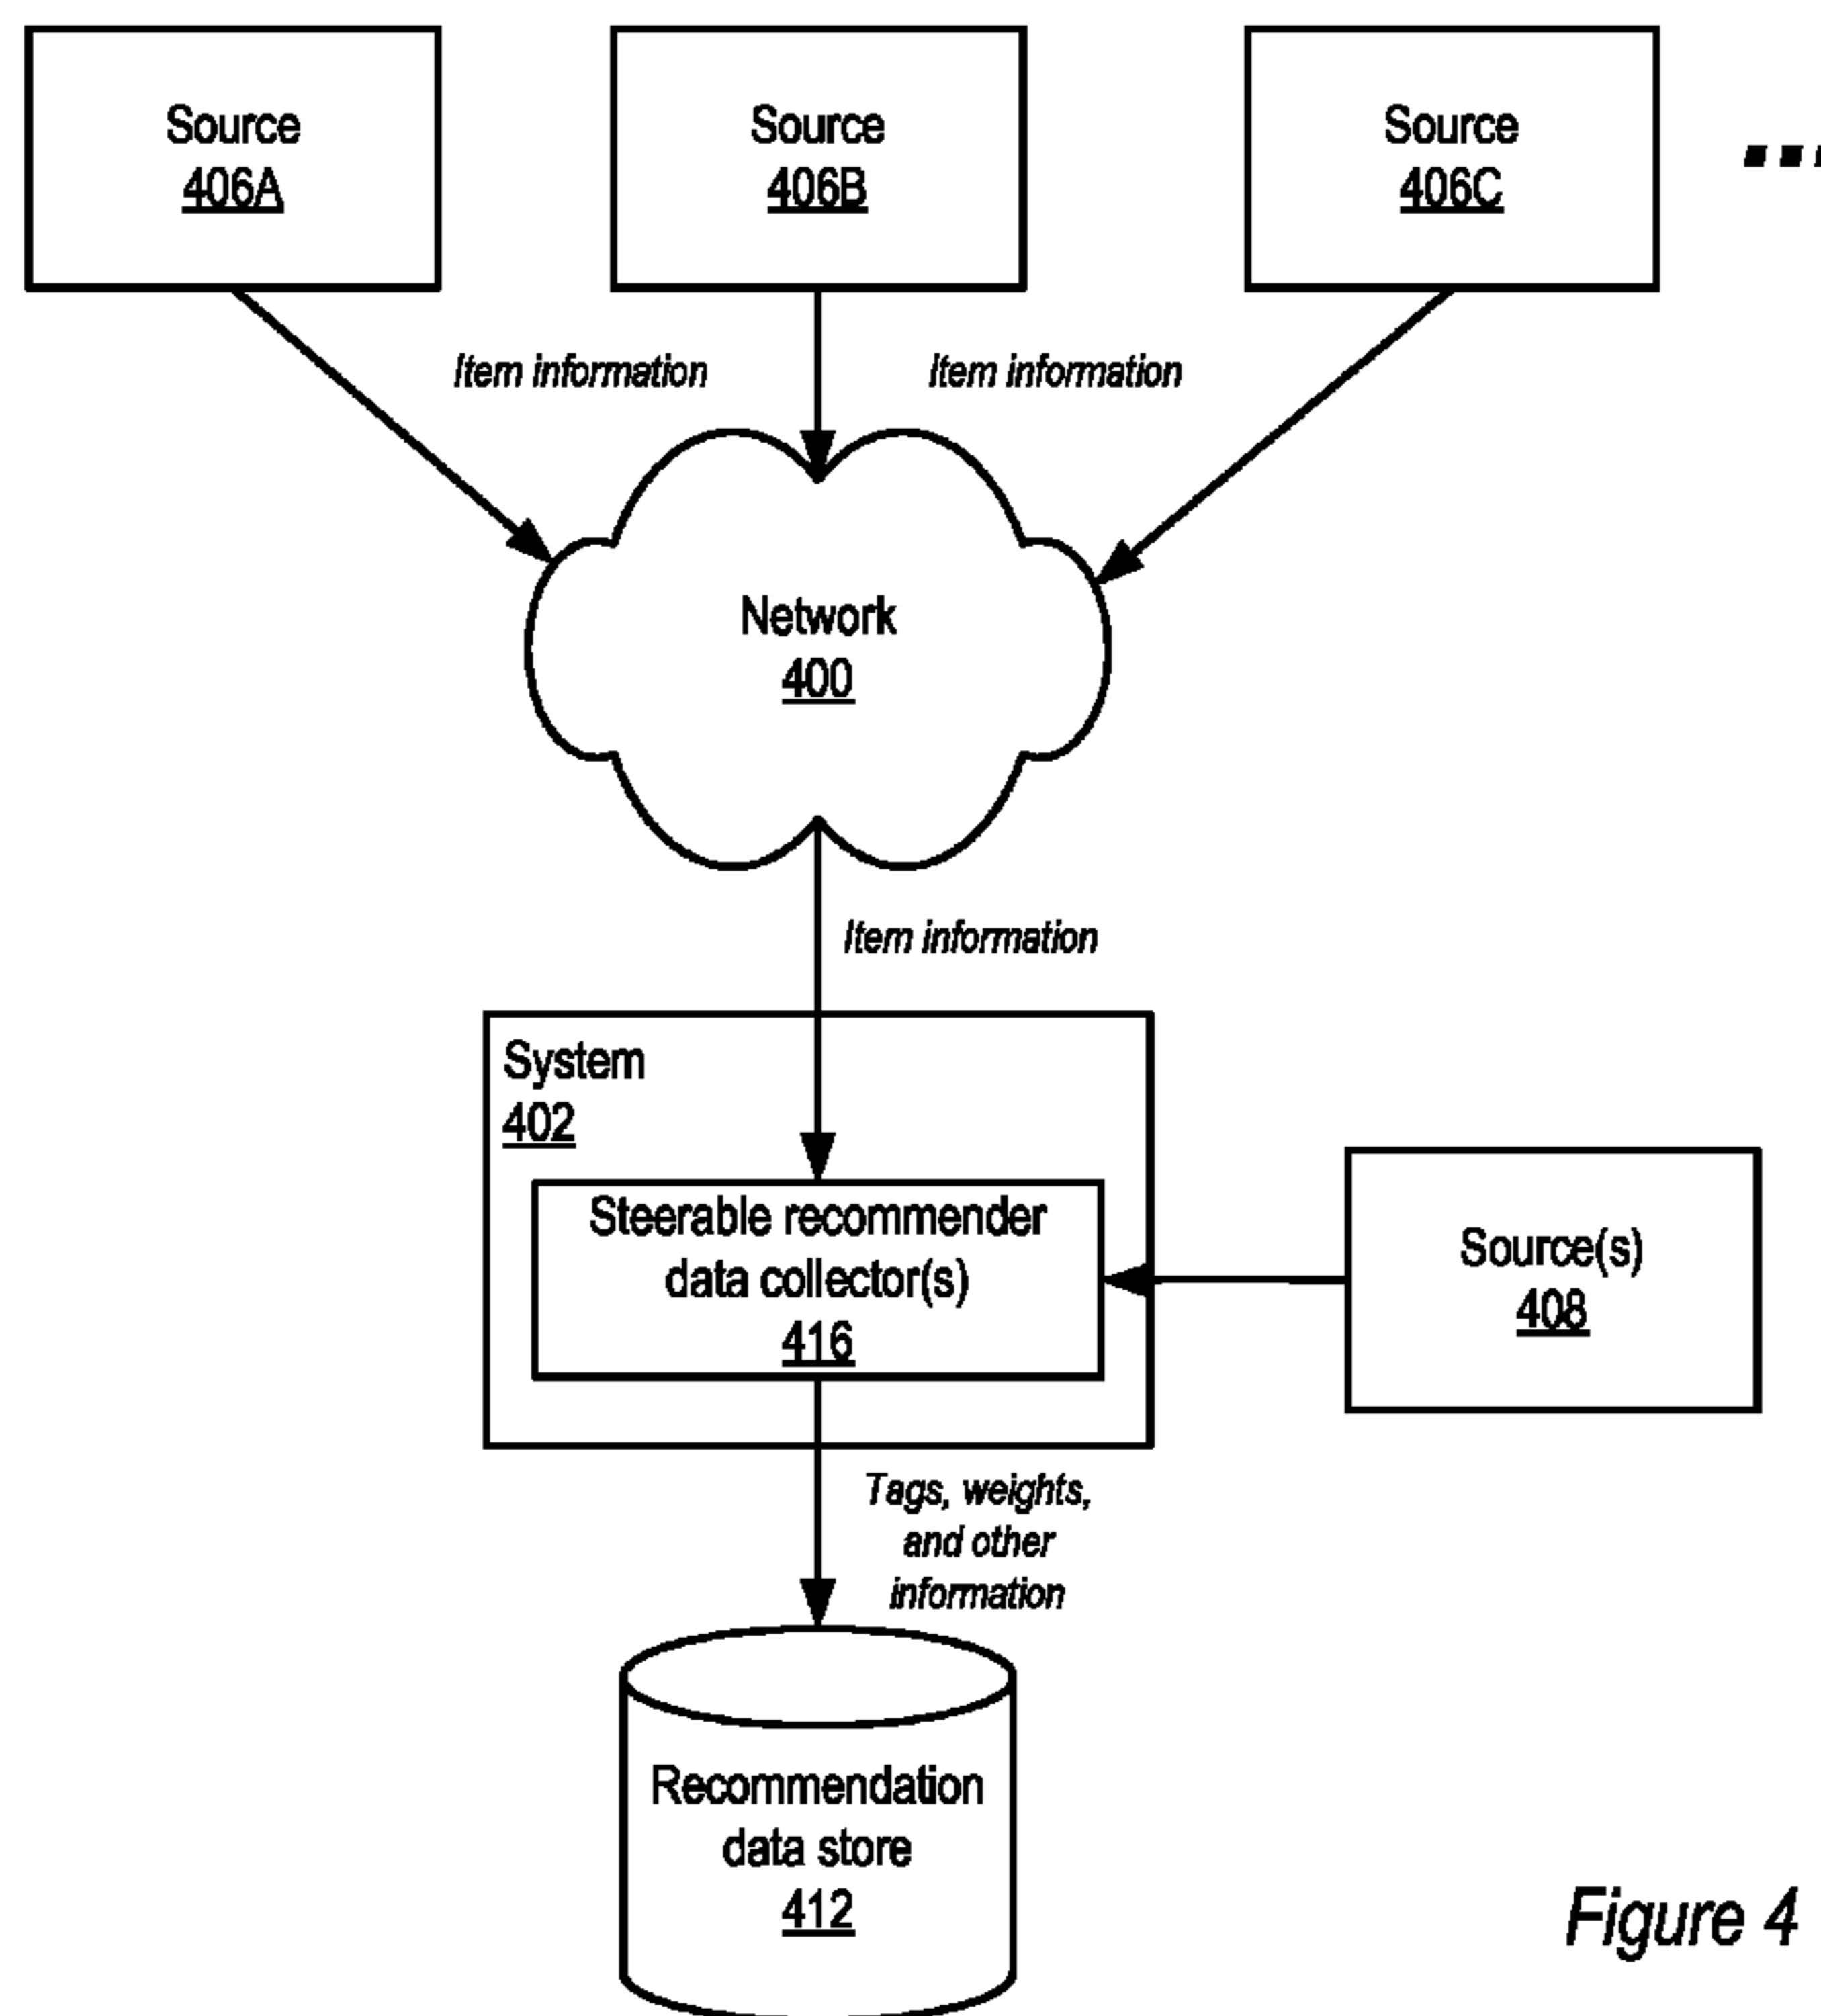 Source
406A
Source
406B
Source
406C
Item information
Item information
Network
400
Item information
System
402
Steerable recommender
data collector(s)
416
Source(s)
408
Tags, weights,
and other
information
Recommendation
data store
412
Figure 4